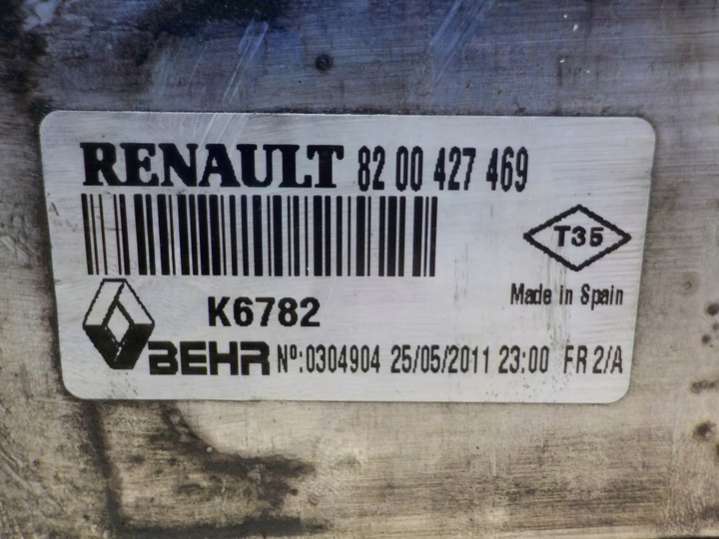 RENAULT 82 00 427 469
T35
Made in Spain
K6782
BEHR Nº:0304904 25/05/2011 23:00 FR 2/A